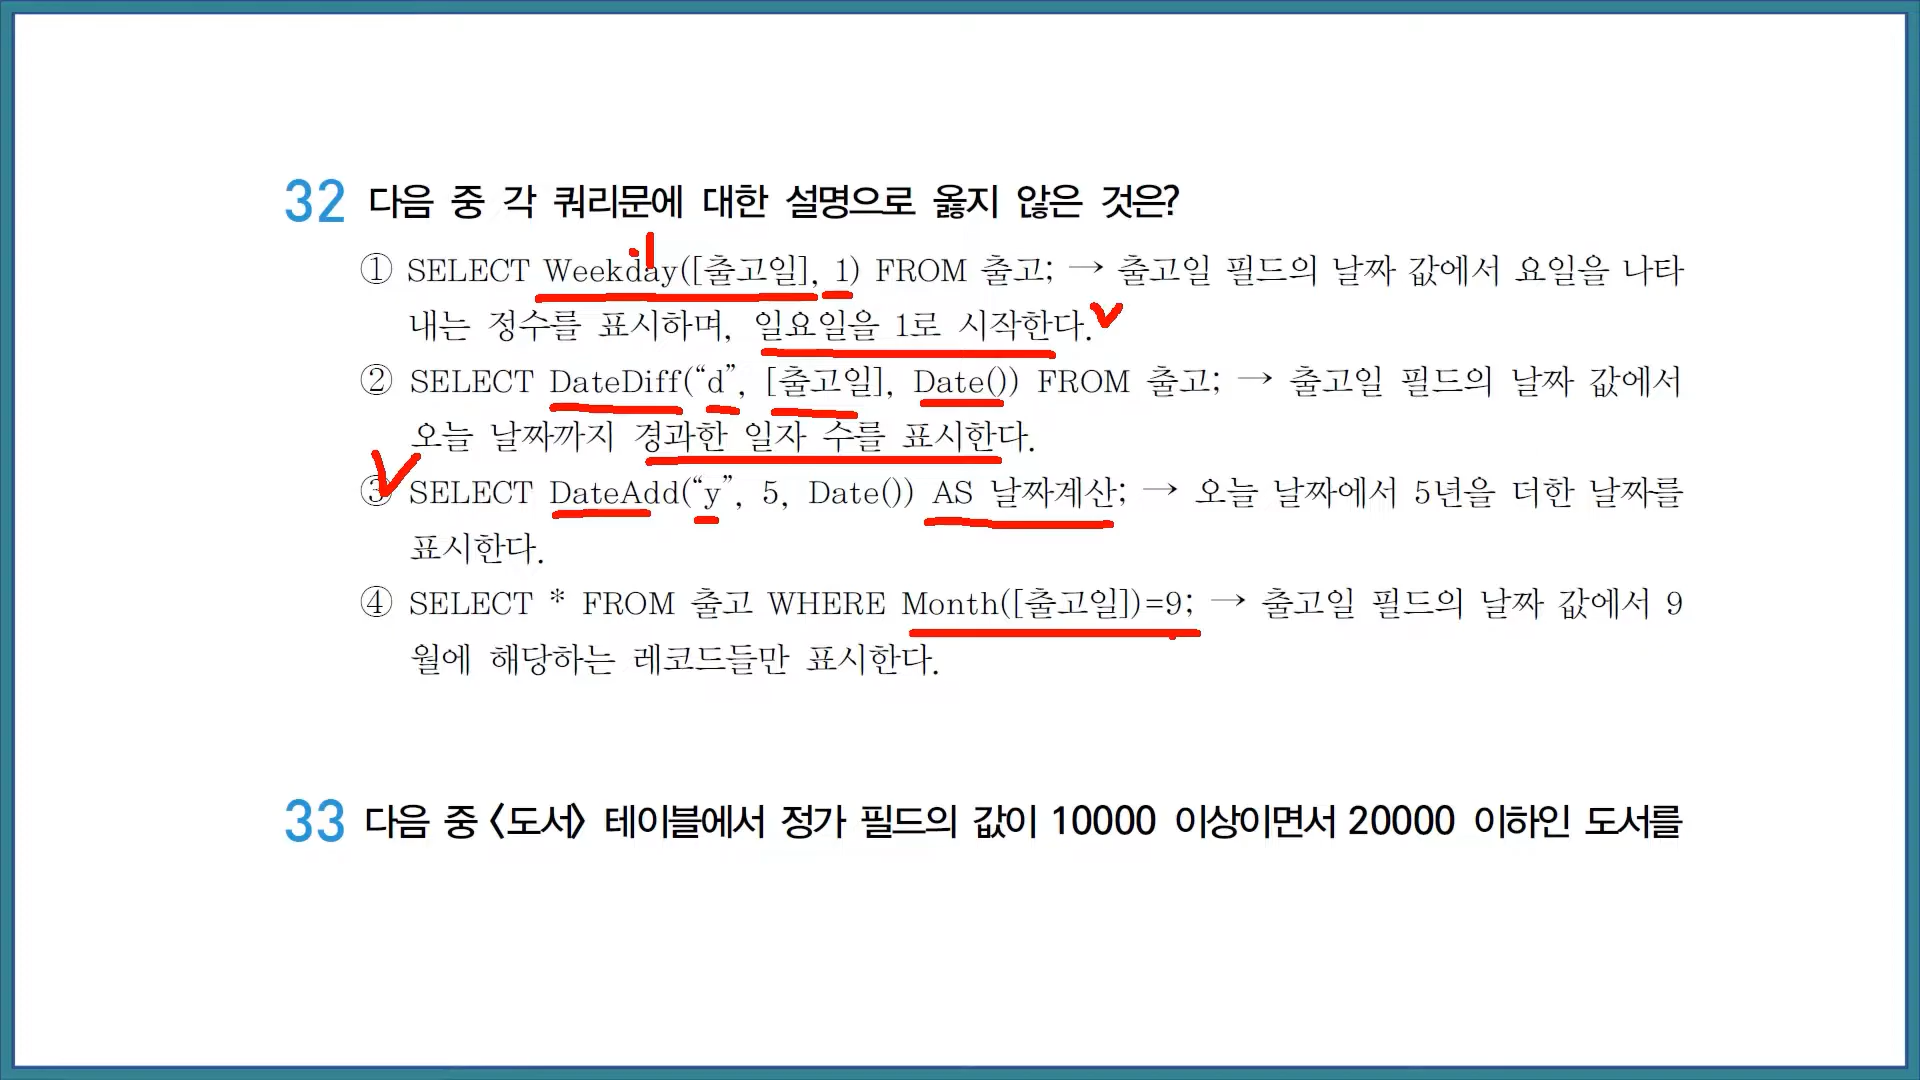 32 다음 중 각 쿼리문에 대한 설명으로 옳지 않은 것은?
① SELECT Weekday([출고일], 1) FROM 출고; → 출고일 필드의 날짜 값에서 요일을 나타
내는 정수를 표시하며, 일요일을 1로 시작한다.
② SELECT DateDiff(“d”, [출고일], Date()) FROM 출고; → 출고일 필드의 날짜 값에서
오늘 날짜까지 경과한 일자 수를 표시한다.
③ SELECT DateAdd(“y”, 5, Date()) AS 날짜계산; → 오늘 날짜에서 5년을 더한 날짜를
표시한다.
④ SELECT * FROM 출고 WHERE Month([출고일])=9; → 출고일 필드의 날짜 값에서 9
월에 해당하는 레코드들만 표시한다.
33 다음 중 <도서> 테이블에서 정가 필드의 값이 10000 이상이면서 20000 이하인 도서를